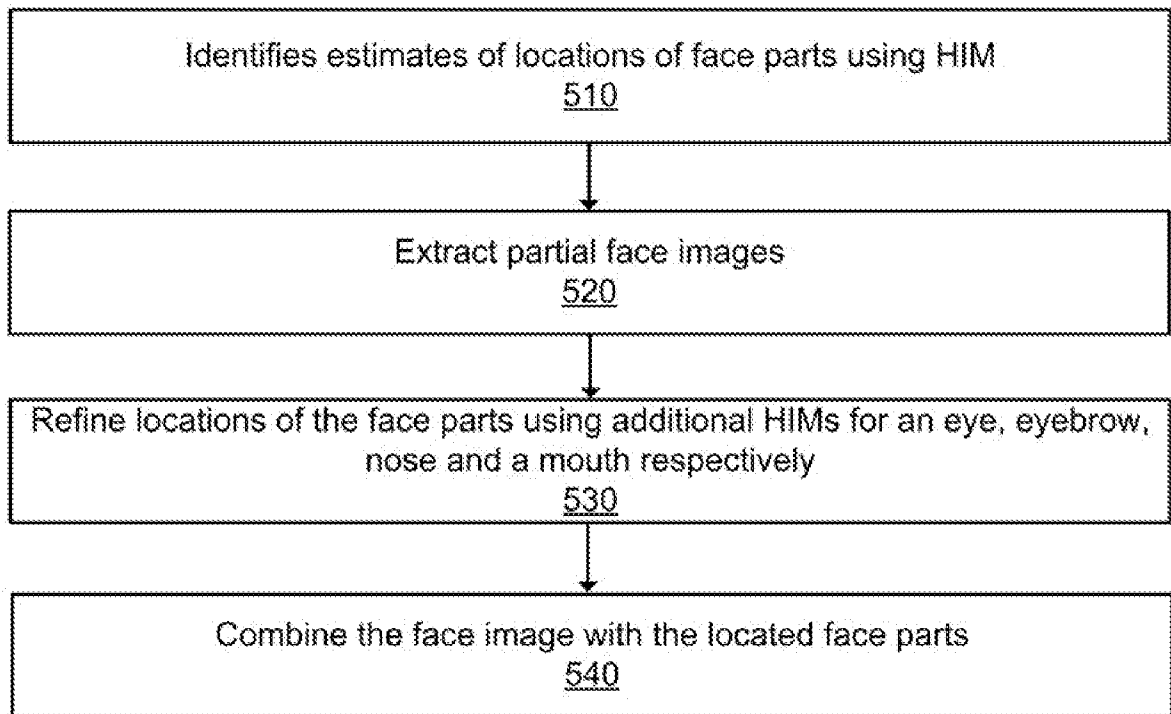 Identifies estimates of locations of face parts using HIM
510
Extract partial face images
520
Refine locations of the face parts using additional HIMs for an eye, eyebrow,
nose and a mouth respectively
530
Combine the face image with the located face parts
540